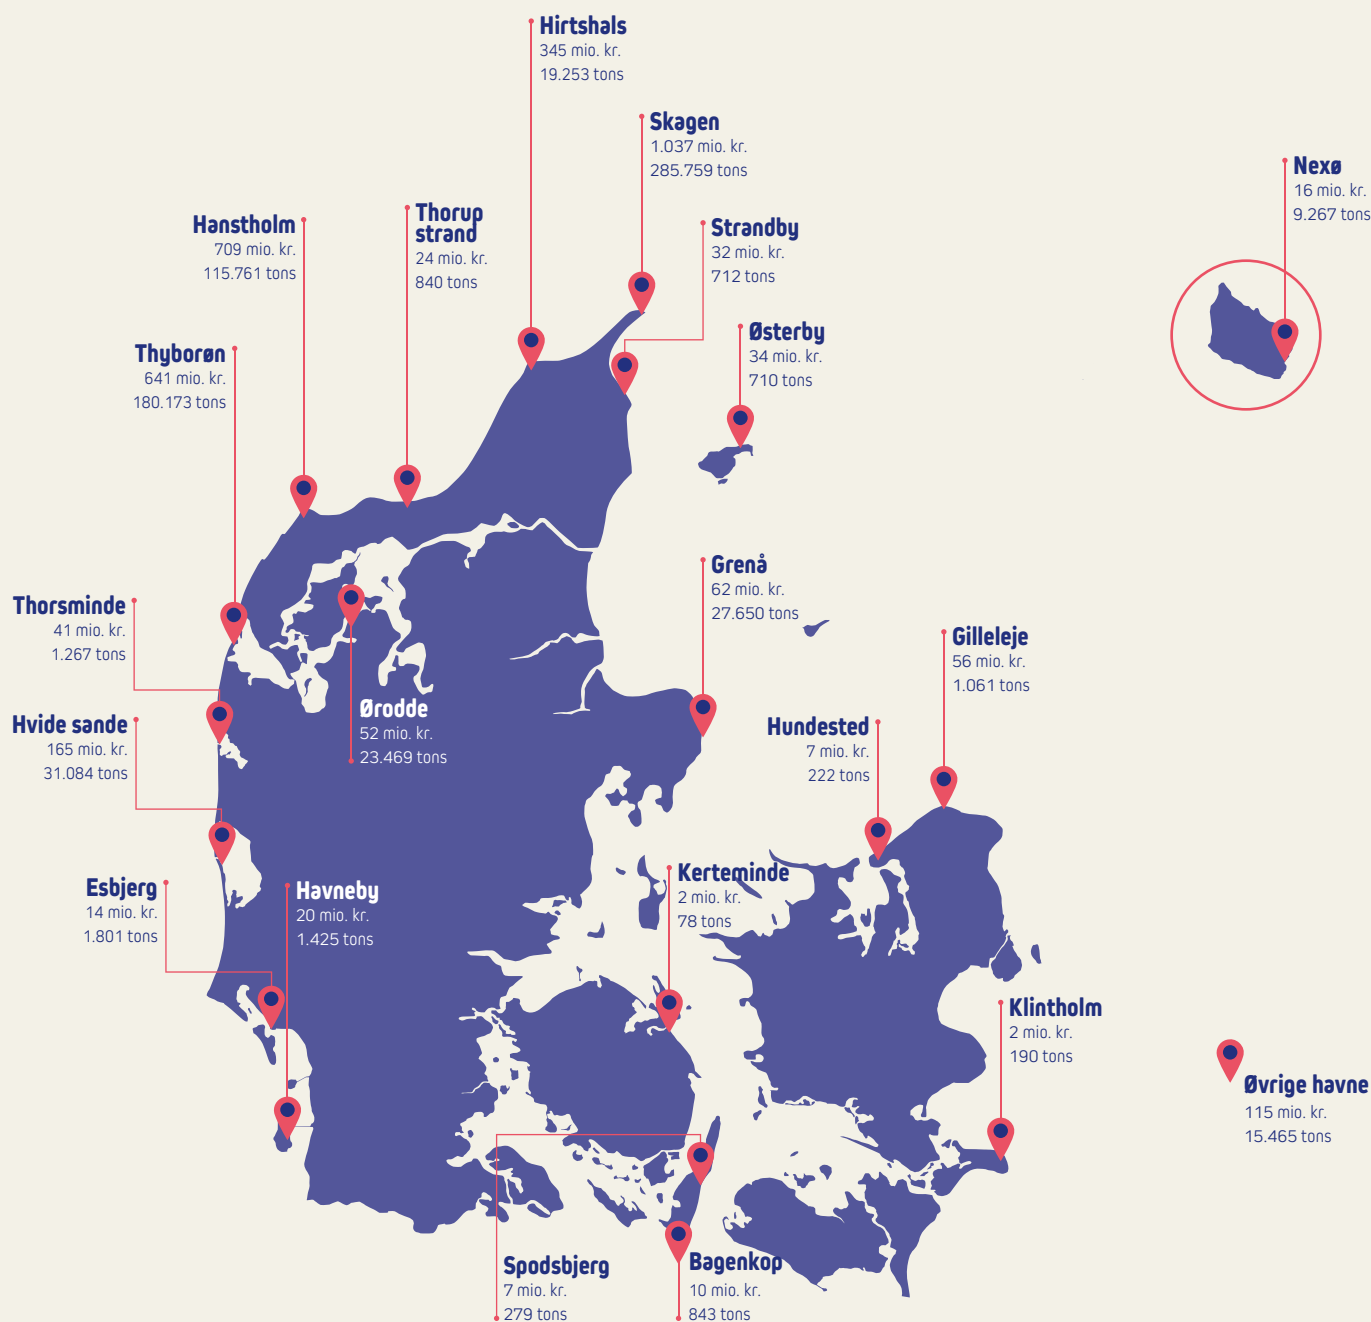 Hirtshals
345 mio. kr.
19.253 tons
Skagen
1.037 mio. kr.
285.759 tons
Nexø
16 mio. kr.
9.267 tons
Hanstholm
709 mio. kr.
115.761 tons
Thorup
strand
24 mio. kr.
840 tons
Strandby
32 mio. kr.
712 tons
Østerby
34 mio. kr.
710 tons
Thyborøn
641 mio. kr.
180.173 tons
Grenå
62 mio. kr.
27.650 tons
Thorsminde
41 mio. kr.
1.267 tons
Gilleleje
56 mio. kr.
1.061 tons
Ørodde
52 mio. kr.
23.469 tons
Hvide sande
165 mio. kr.
31.084 tons
Hundested
7 mio. kr.
222 tons
Esbjerg
14 mio. kr.
1.801 tons
Havneby
20 mio. kr.
1.425 tons
Kerteminde
2 mio. kr.
78 tons
Klintholm
2 mio. kr.
190 tons
Øvrige havne
115 mio. kr.
15.465 tons
Spodsbjerg
7 mio. kr.
279 tons
Bagenkop
10 mio. kr.
843 tons